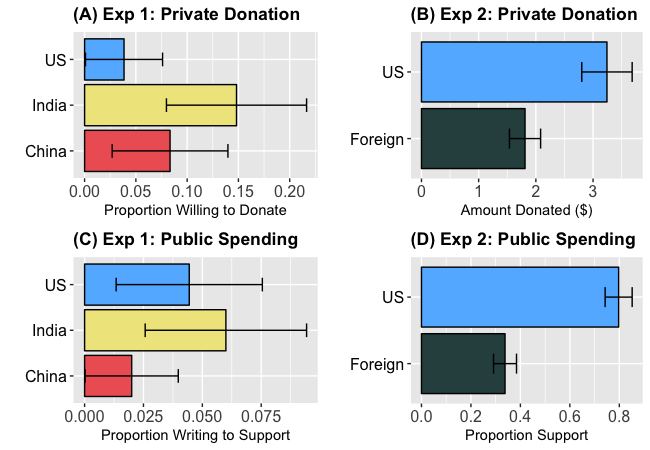 (A) Exp 1: Private Donation
US
India
China
0.00 0.05 0.10 0.15 0.20
Proportion Willing to Donate
(B) Exp 2: Private Donation
US
Foreign
0 1 2 3
Amount Donated ($)
(C) Exp 1: Public Spending
US
India
China
0.000 0.025 0.050 0.075
Proportion Writing to Support
(D) Exp 2: Public Spending
US
Foreign
0.0 0.2 0.4 0.6 0.8
Proportion Support